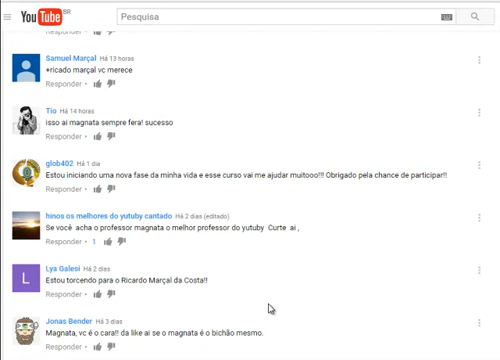 YouTube BR
Pesquisa
Responder
Samuel Marçal Há 13 horas
+ricado marçal vc merece
Responder •
Tio Há 14 horas
isso ai magnata sempre fera! sucesso
Responder •
glob402 Há 1 dia
Estou iniciando uma nova fase da minha vida e esse curso vai me ajudar muitooo!!! Obrigado pela chance de participar!!
Responder •
hinos os melhores do yutuby cantado Há 2 dias (editado)
Se você acha o professor magnata o melhor professor do yutuby Curte ai ,
Responder • 1
L
Lya Galesi Há 2 dias
Estou torcendo para o Ricardo Marçal da Costa!!
Responder •
Jonas Bender Há 3 dias
Magnata, vc é o cara!! da like ai se o magnata é o bichão mesmo.
Responder •